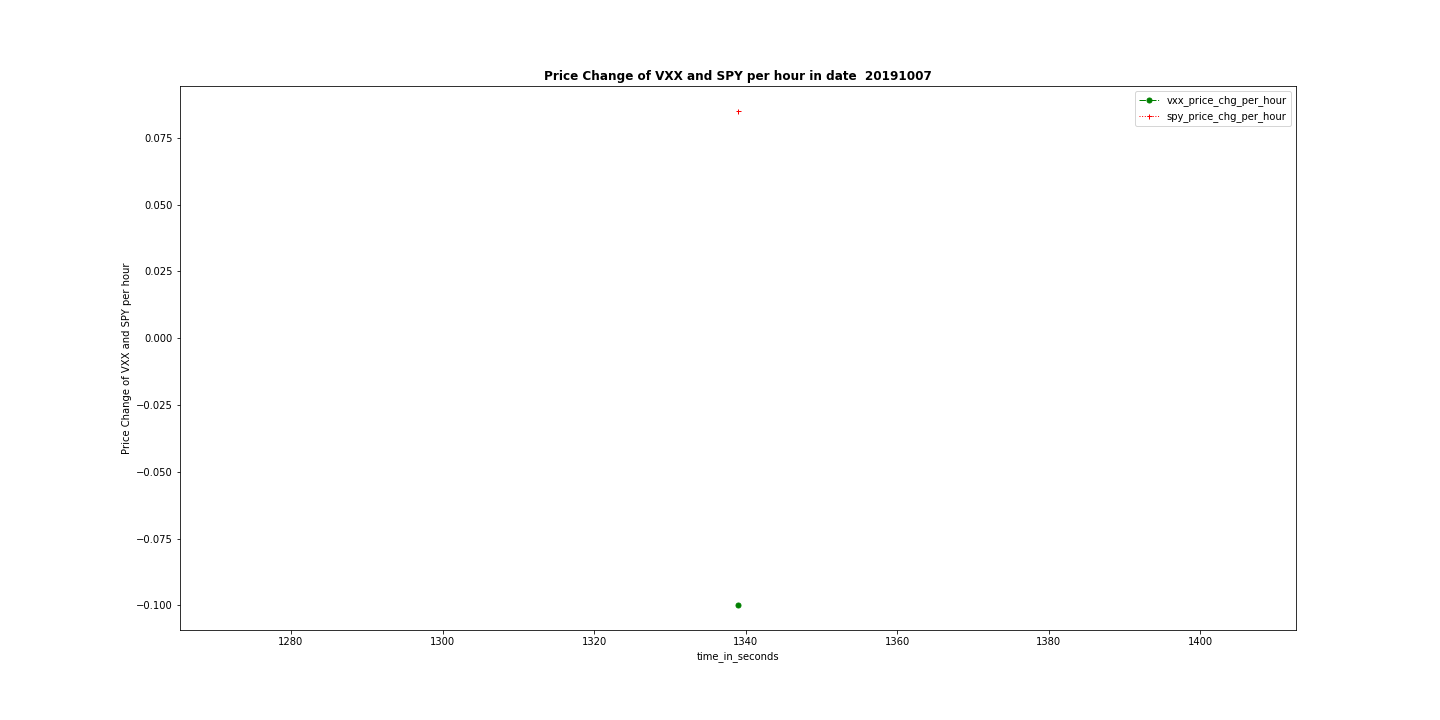 Price Change of VXX and SPY per hour in date  20191007
vxx_price_chg_per_hour
spy_price_chg_per_hour
0.075
0.050
0.025
0.000
−0.025
−0.050
−0.075
−0.100
Price Change of VXX and SPY per hour
1280 1300 1320 1340 1360 1380 1400
time_in_seconds